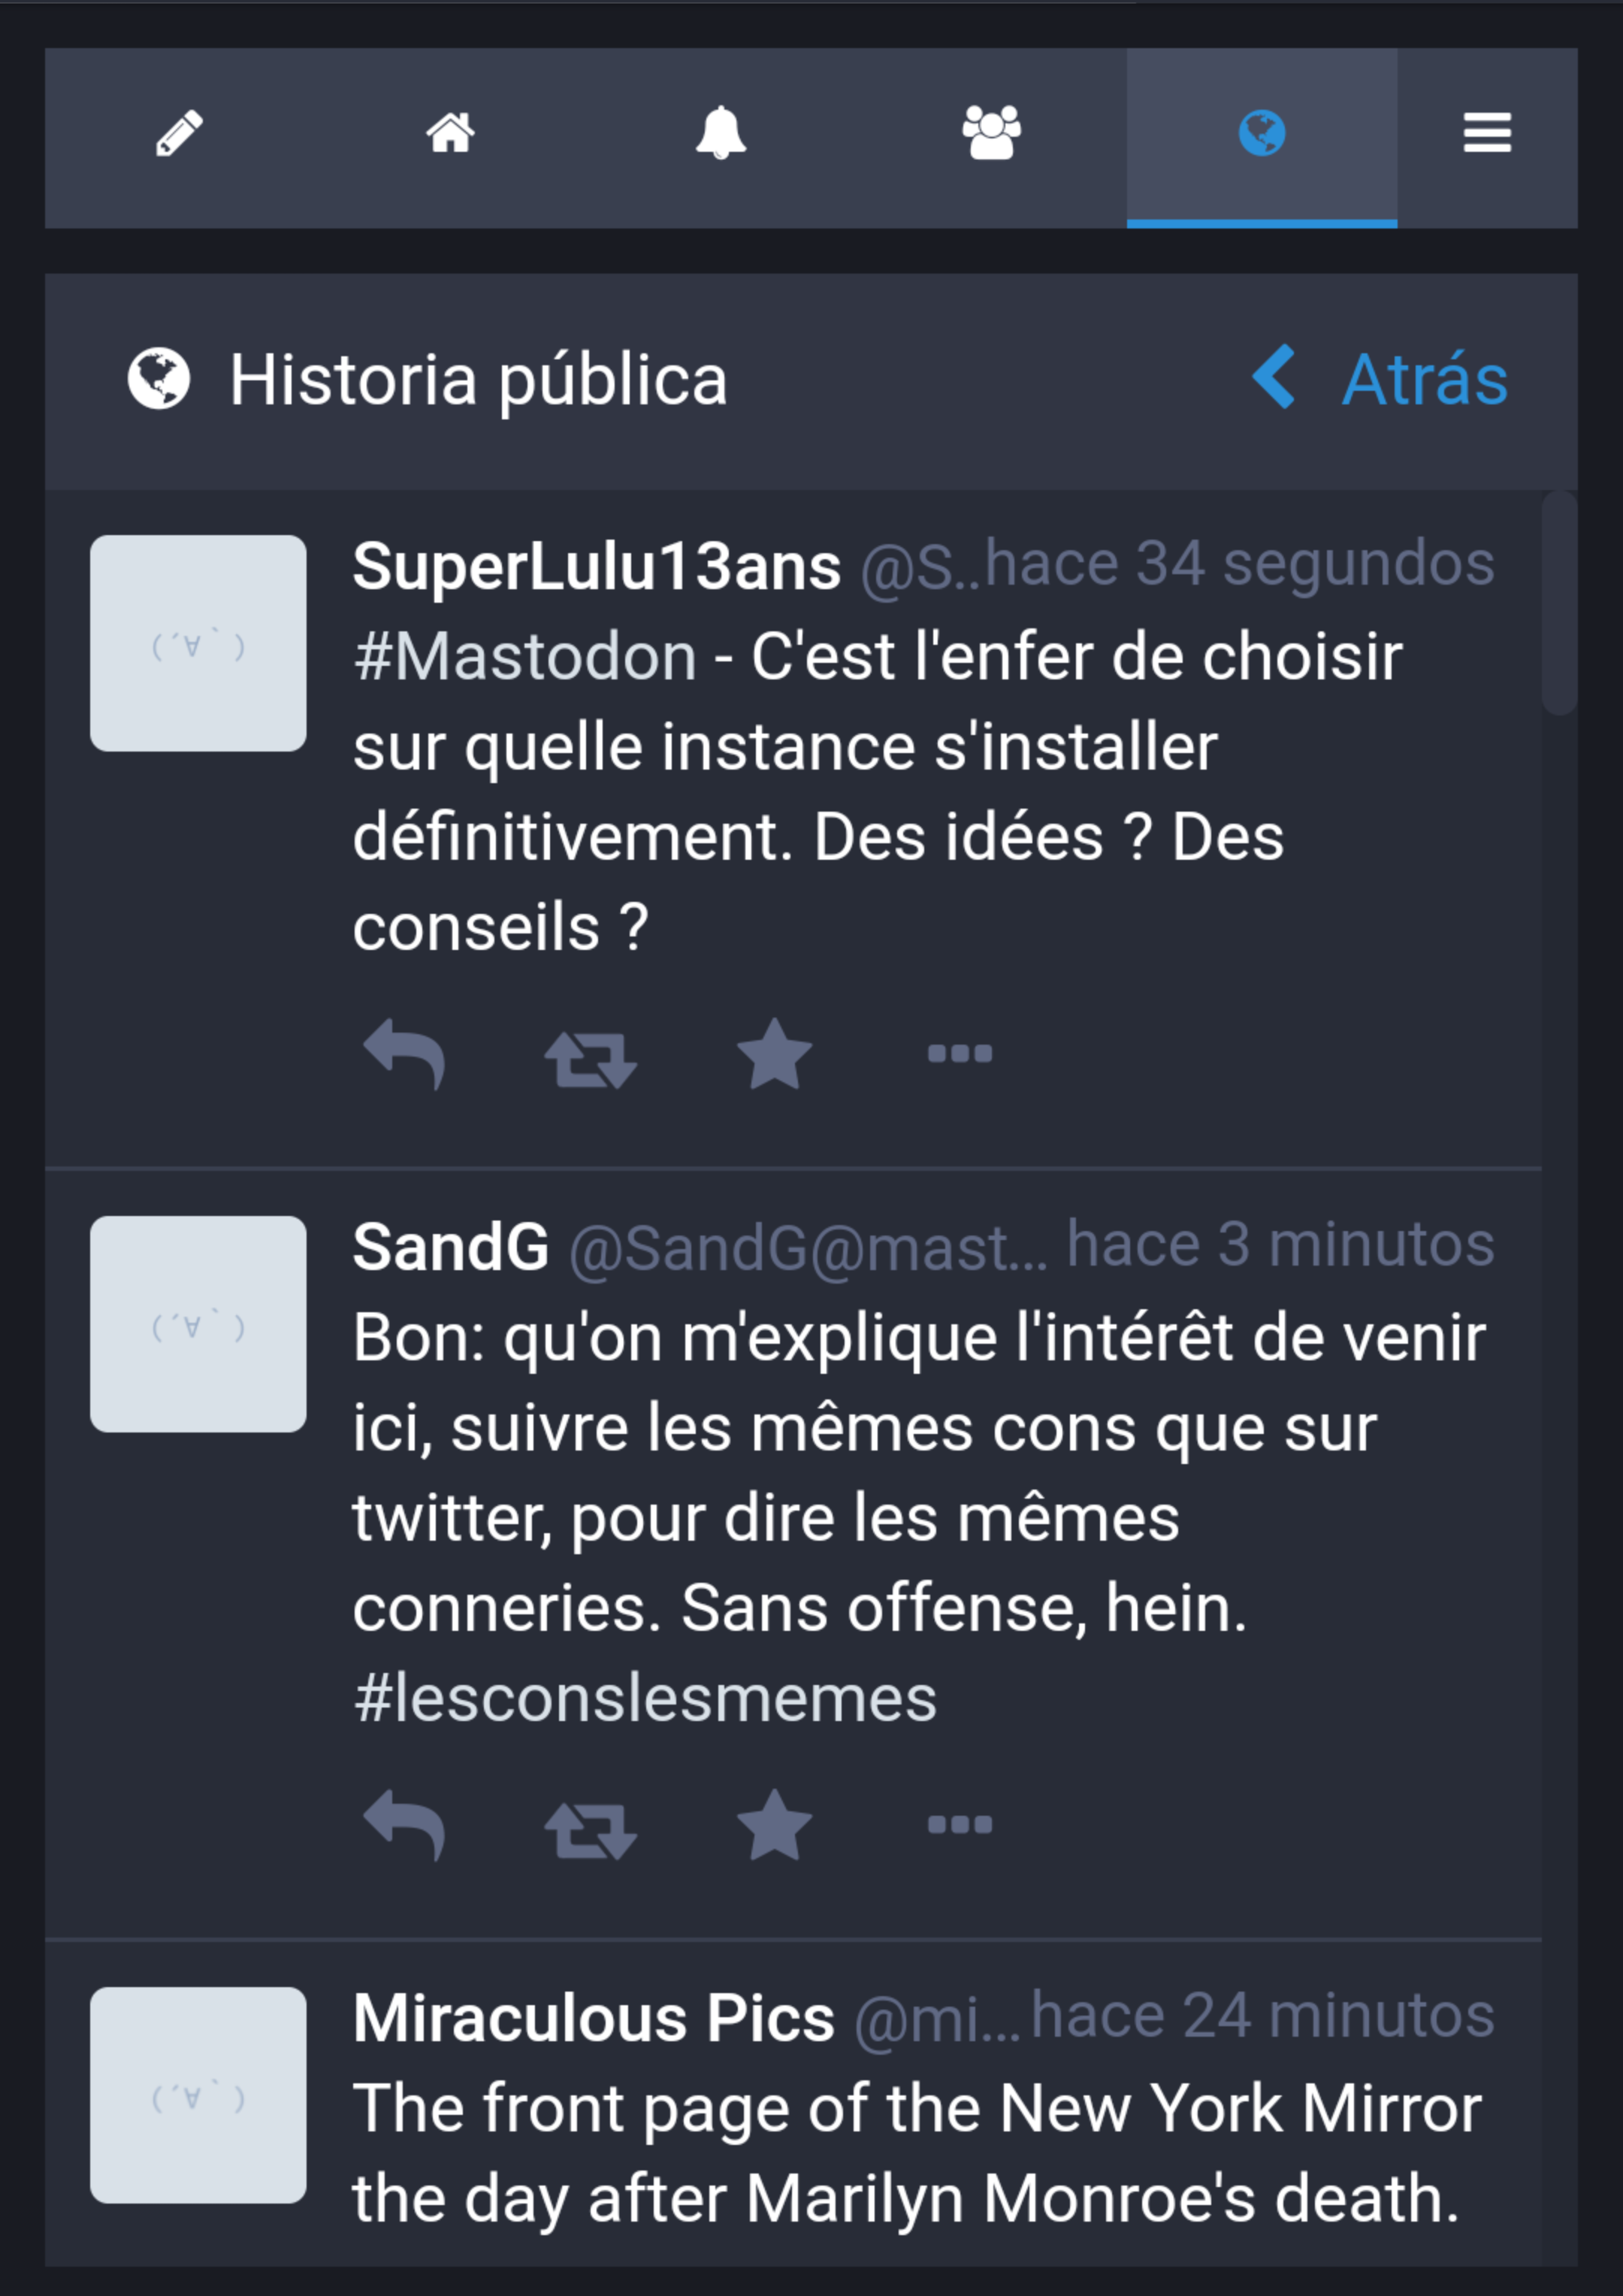 Historia pública
Atrás
SuperLulu13ans @S.. hace 34 segundos
#Mastodon - C'est l'enfer de choisir
sur quelle instance s'installer
définitivement. Des idées ? Des
conseils ?
SandG @SandG@mast... hace 3 minutos
Bon: qu'on m'explique l'intérêt de venir
ici, suivre les mêmes cons que sur
twitter, pour dire les mêmes
conneries. Sans offense, hein.
#lesconslesmemes
Miraculous Pics @mi... hace 24 minutos
The front page of the New York Mirror
the day after Marilyn Monroe's death.